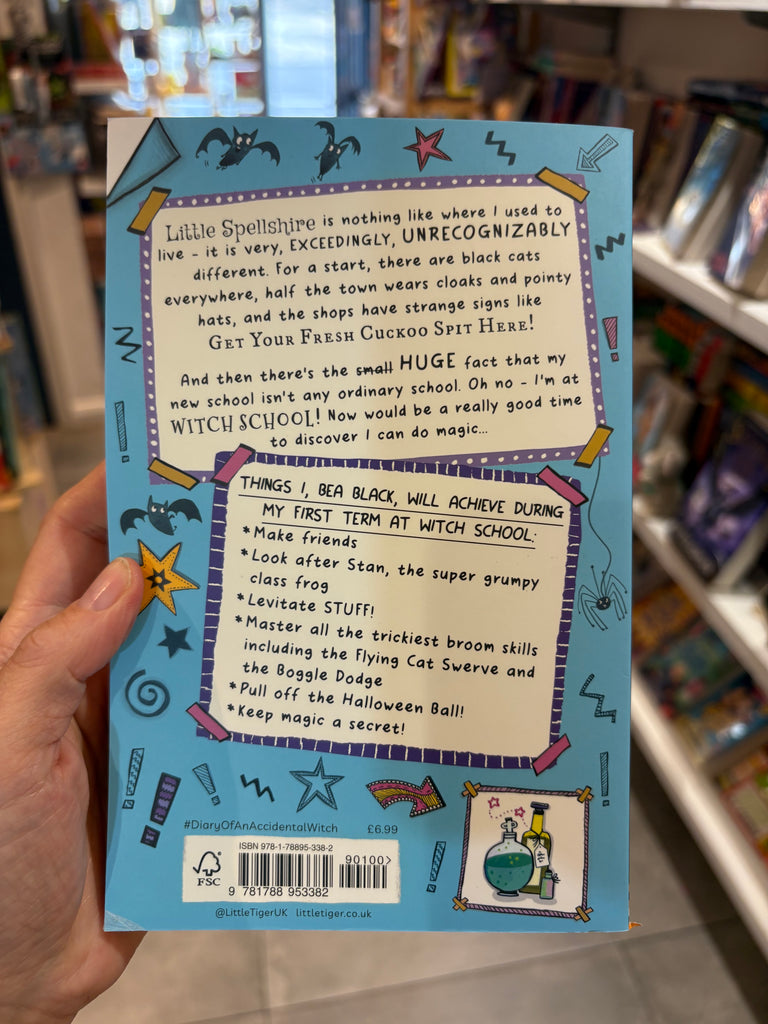 Little Spellshire is nothing like where I used to
live - it is very, EXCEEDINGLY, UNRECOGNIZABLY
different. For a start, there are black cats
everywhere, half the town wears cloaks and pointy
hats, and the shops have strange signs like
GET YOUR FRESH CUCKOO SPIT HERE!
And then there's the small HUGE fact that my
new school isn't any ordinary school. Oh no - I'm at
WITCH SCHOOL! Now would be a really good time
to discover I can do magic...
THINGS I, BEA BLACK, WILL ACHIEVE DURING
MY FIRST TERM AT WITCH SCHOOL:
*Make friends
*Look after Stan, the super grumpy
class frog
*Levitate STUFF!
*Master all the trickiest broom skills
including the Flying Cat Swerve and
the Boggle Dodge
*Pull off the Halloween Ball!
*Keep magic a secret!
#DiaryOfAnAccidentalWitch £6.99
ISBN 978-1-78895-338-2
90100>
FSC
9 781788 953382
@LittleTigerUK littletiger.co.uk